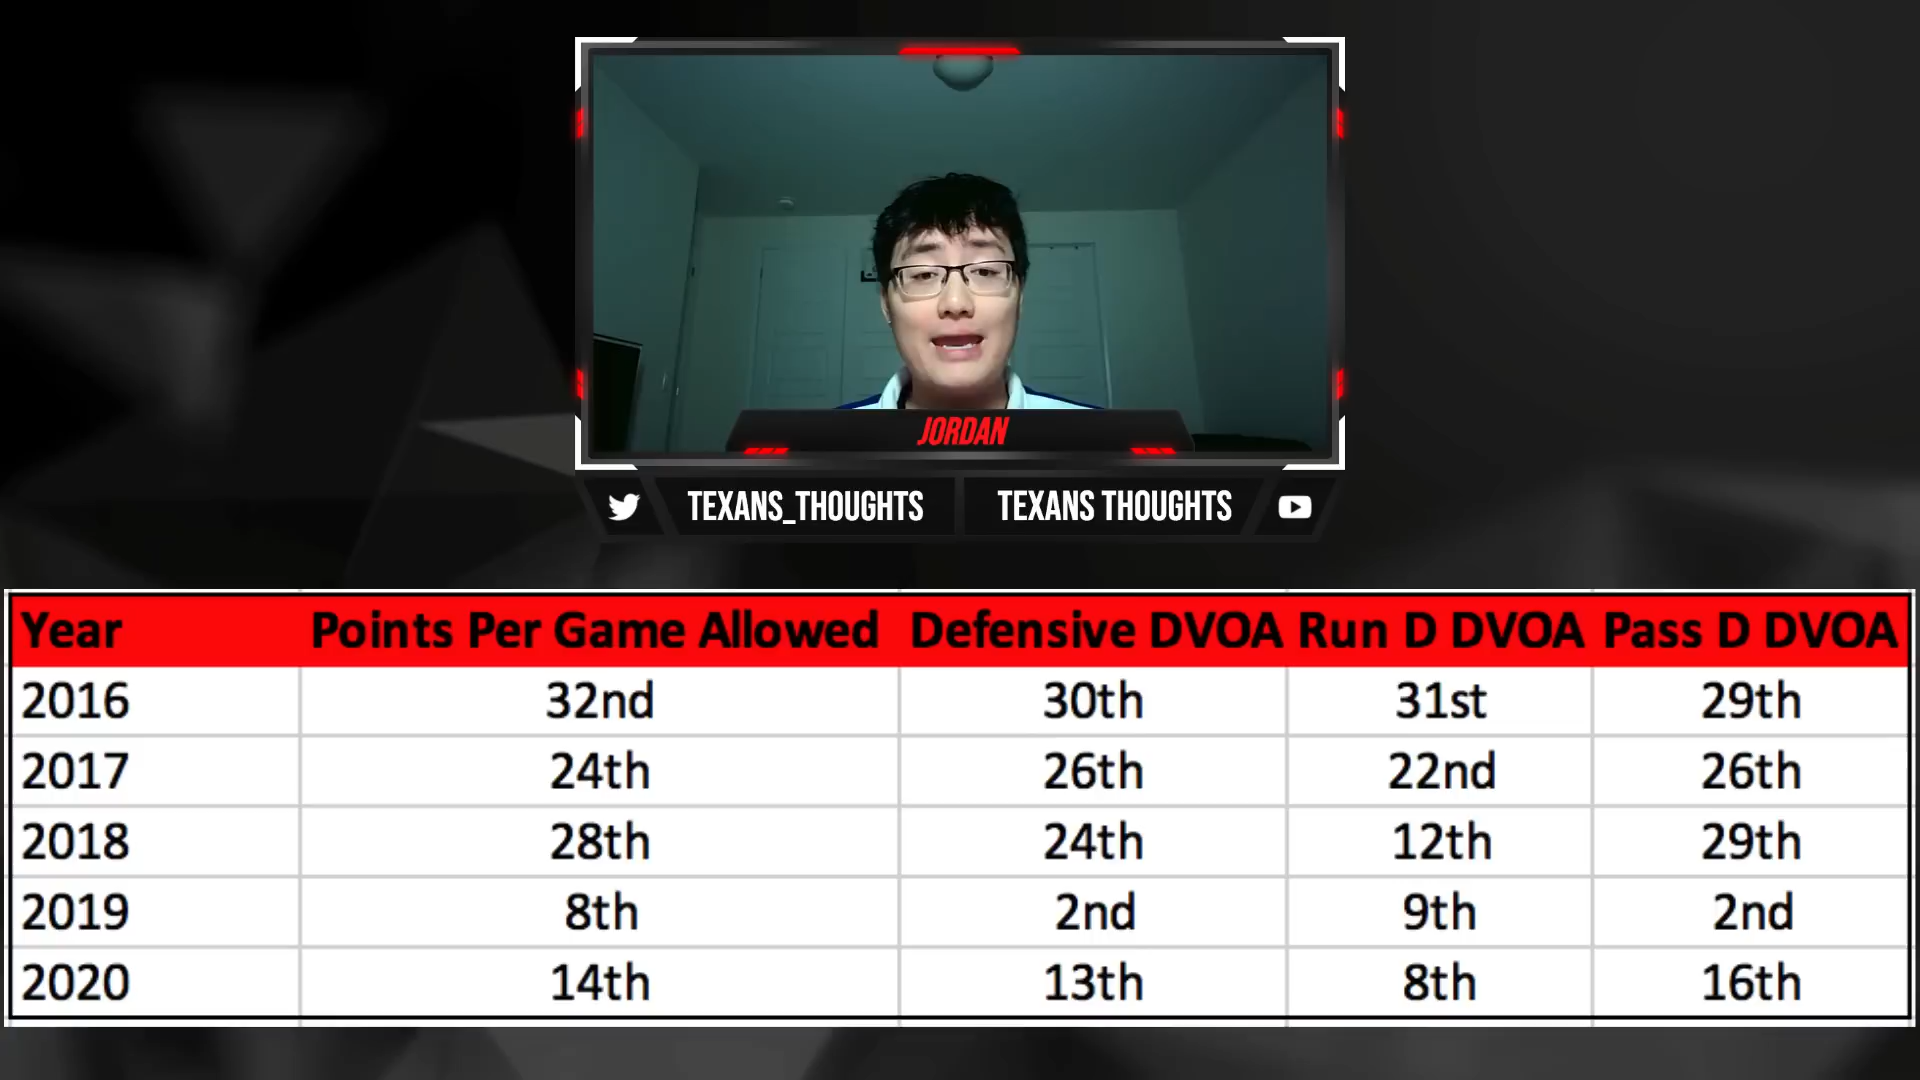 JORDAN
TEXANS_THOUGHTS TEXANS THOUGHTS
Year Points Per Game Allowed Defensive DVOA Run D DVOA Pass D DVOA
2016 32nd 30th 31st 29th
2017 24th 26th 22nd 26th
2018 28th 24th 12th 29th
2019 8th 2nd 9th 2nd
2020 14th 13th 8th 16th